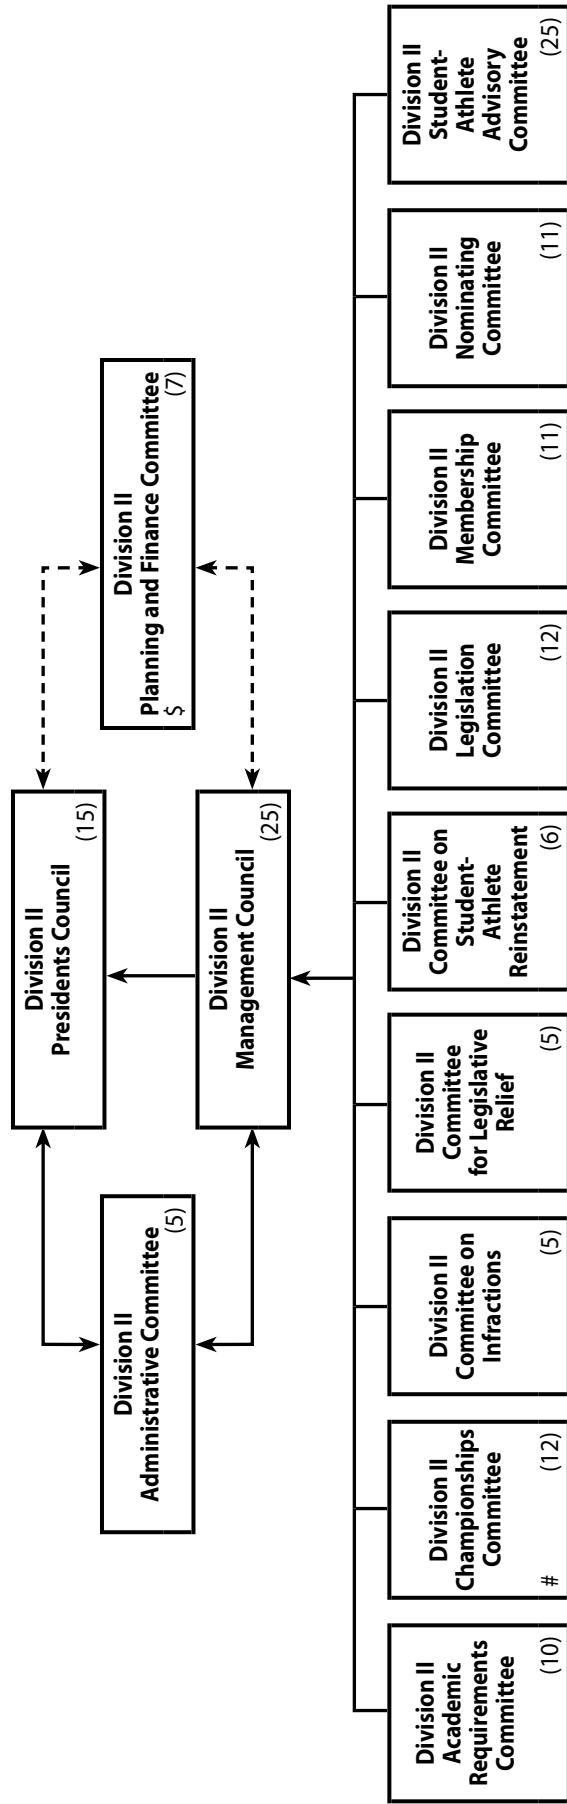 Division II
Presidents Council
(15)
Division II
Administrative Committee
(5)
Division II
Planning and Finance Committee
$
(7)
Division II
Management Council
(25)
Division II
Academic
Requirements
Committee
(10)
Division II
Championships
Committee
#
(12)
Division II
Committee on
Infractions
(5)
Division II
Committee
for Legislative
Relief
(5)
Division II
Committee on
Student-
Athlete
Reinstatement
(6)
Division II
Legislation
Committee
(12)
Division II
Membership
Committee
(11)
Division II
Nominating
Committee
(11)
Division II
Student-
Athlete
Advisory
Committee
(25)